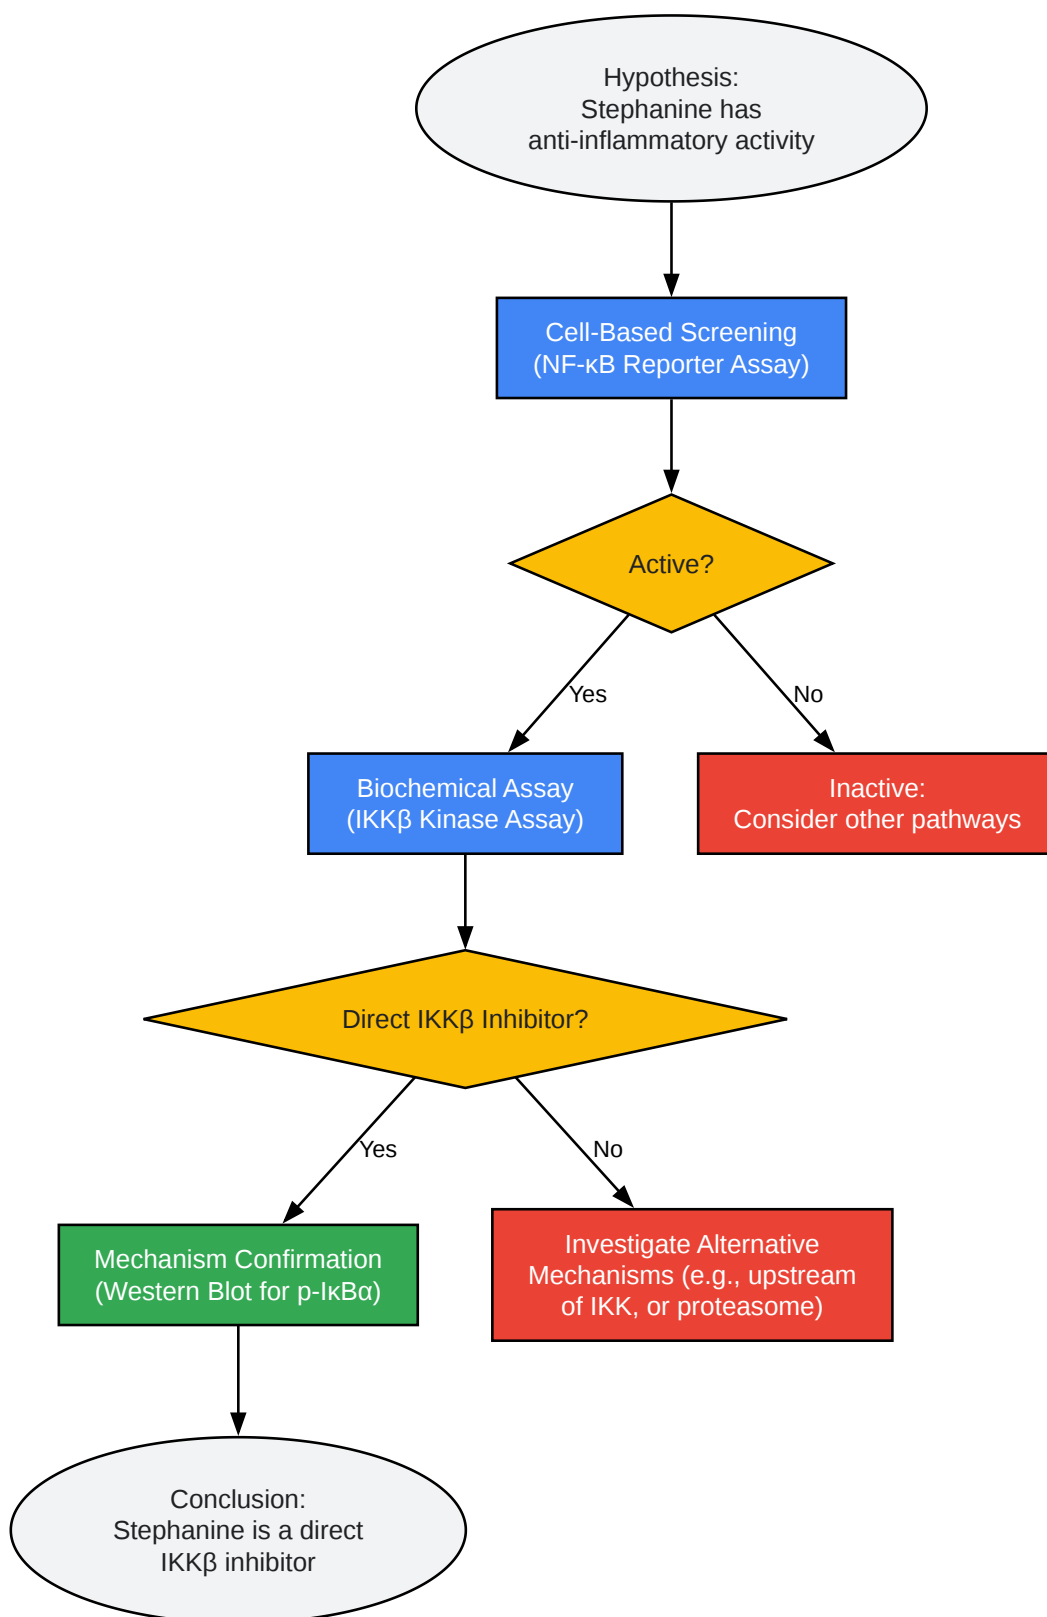 Hypothesis:
Stephanine has
anti-inflammatory activity
Cell-Based Screening
(NF-κB Reporter Assay)
Active?
Yes
No
Biochemical Assay
(IKKβ Kinase Assay)
Inactive:
Consider other pathways
Direct IKKβ Inhibitor?
Yes
No
Mechanism Confirmation
(Western Blot for p-IκBα)
Investigate Alternative
Mechanisms (e.g., upstream
of IKK, or proteasome)
Conclusion:
Stephanine is a direct
IKKβ inhibitor